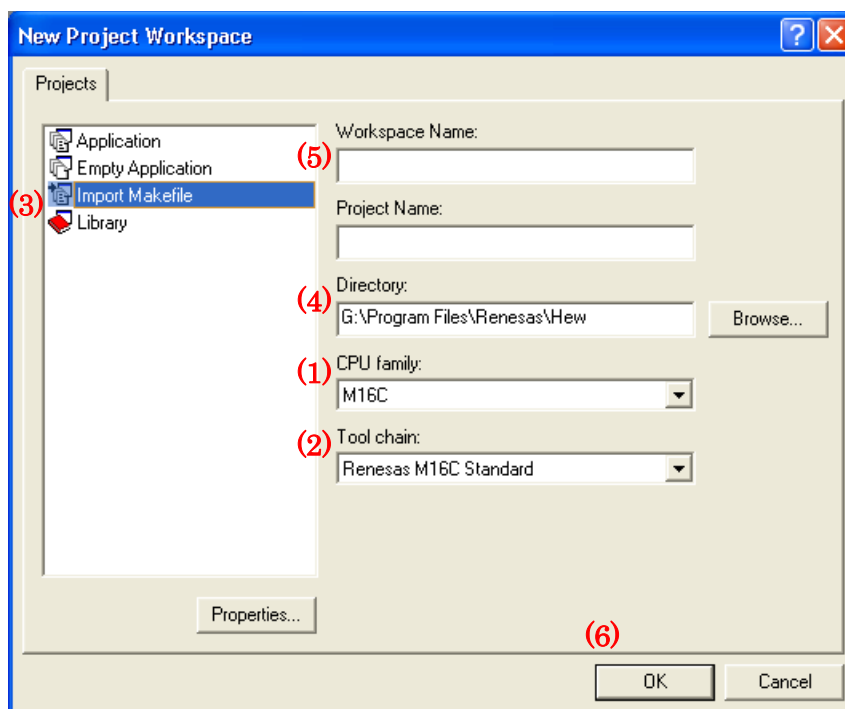 New Project Workspace
Projects
Application
Empty Application
(3) Import Makefile
Library
Workspace Name:
(5)
Project Name:
Directory:
(4) G:\Program Files\Renesas\Hew
Browse...
(1) CPU family:
M16C
(2) Tool chain:
Renesas M16C Standard
Properties...
(6)
OK
Cancel